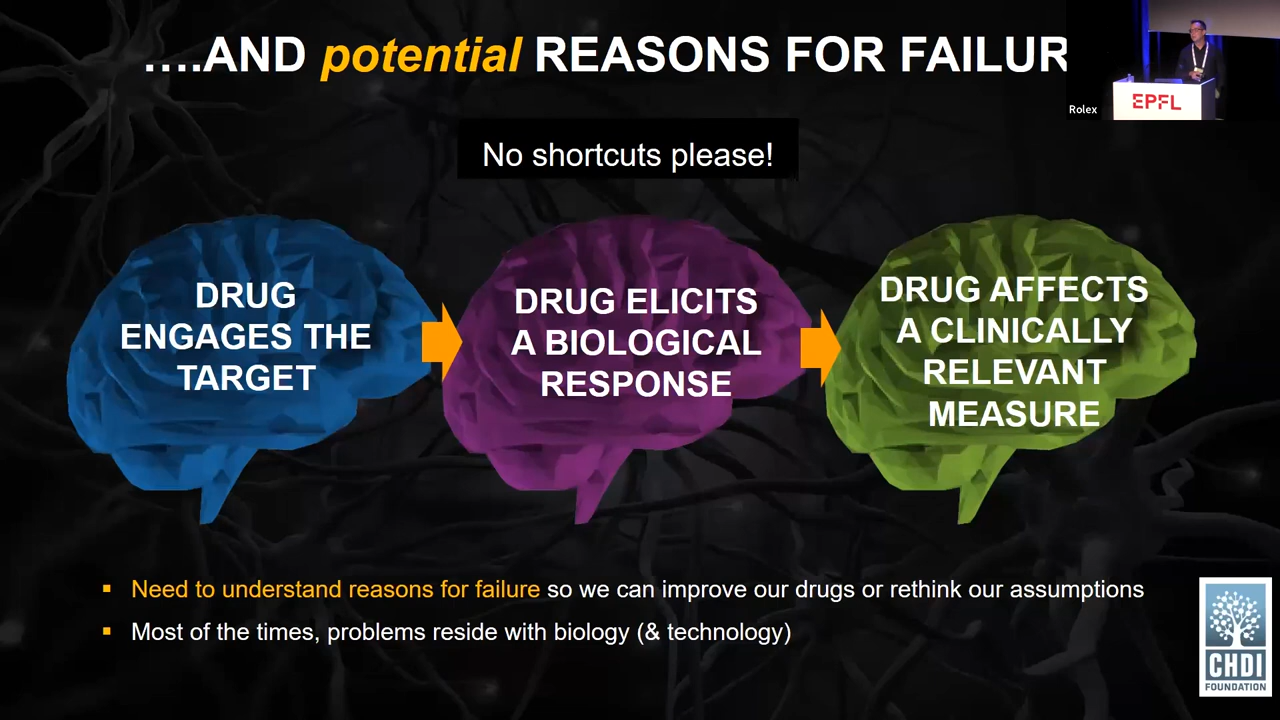 ….AND potential REASONS FOR FAILUR
Rolex
EPFL
No shortcuts please!
DRUG
ENGAGES THE
TARGET
DRUG ELICITS
A BIOLOGICAL
RESPONSE
DRUG AFFECTS
A CLINICALLY
RELEVANT
MEASURE
▪ Need to understand reasons for failure so we can improve our drugs or rethink our assumptions
▪ Most of the times, problems reside with biology (& technology)
CHDI
FOUNDATION